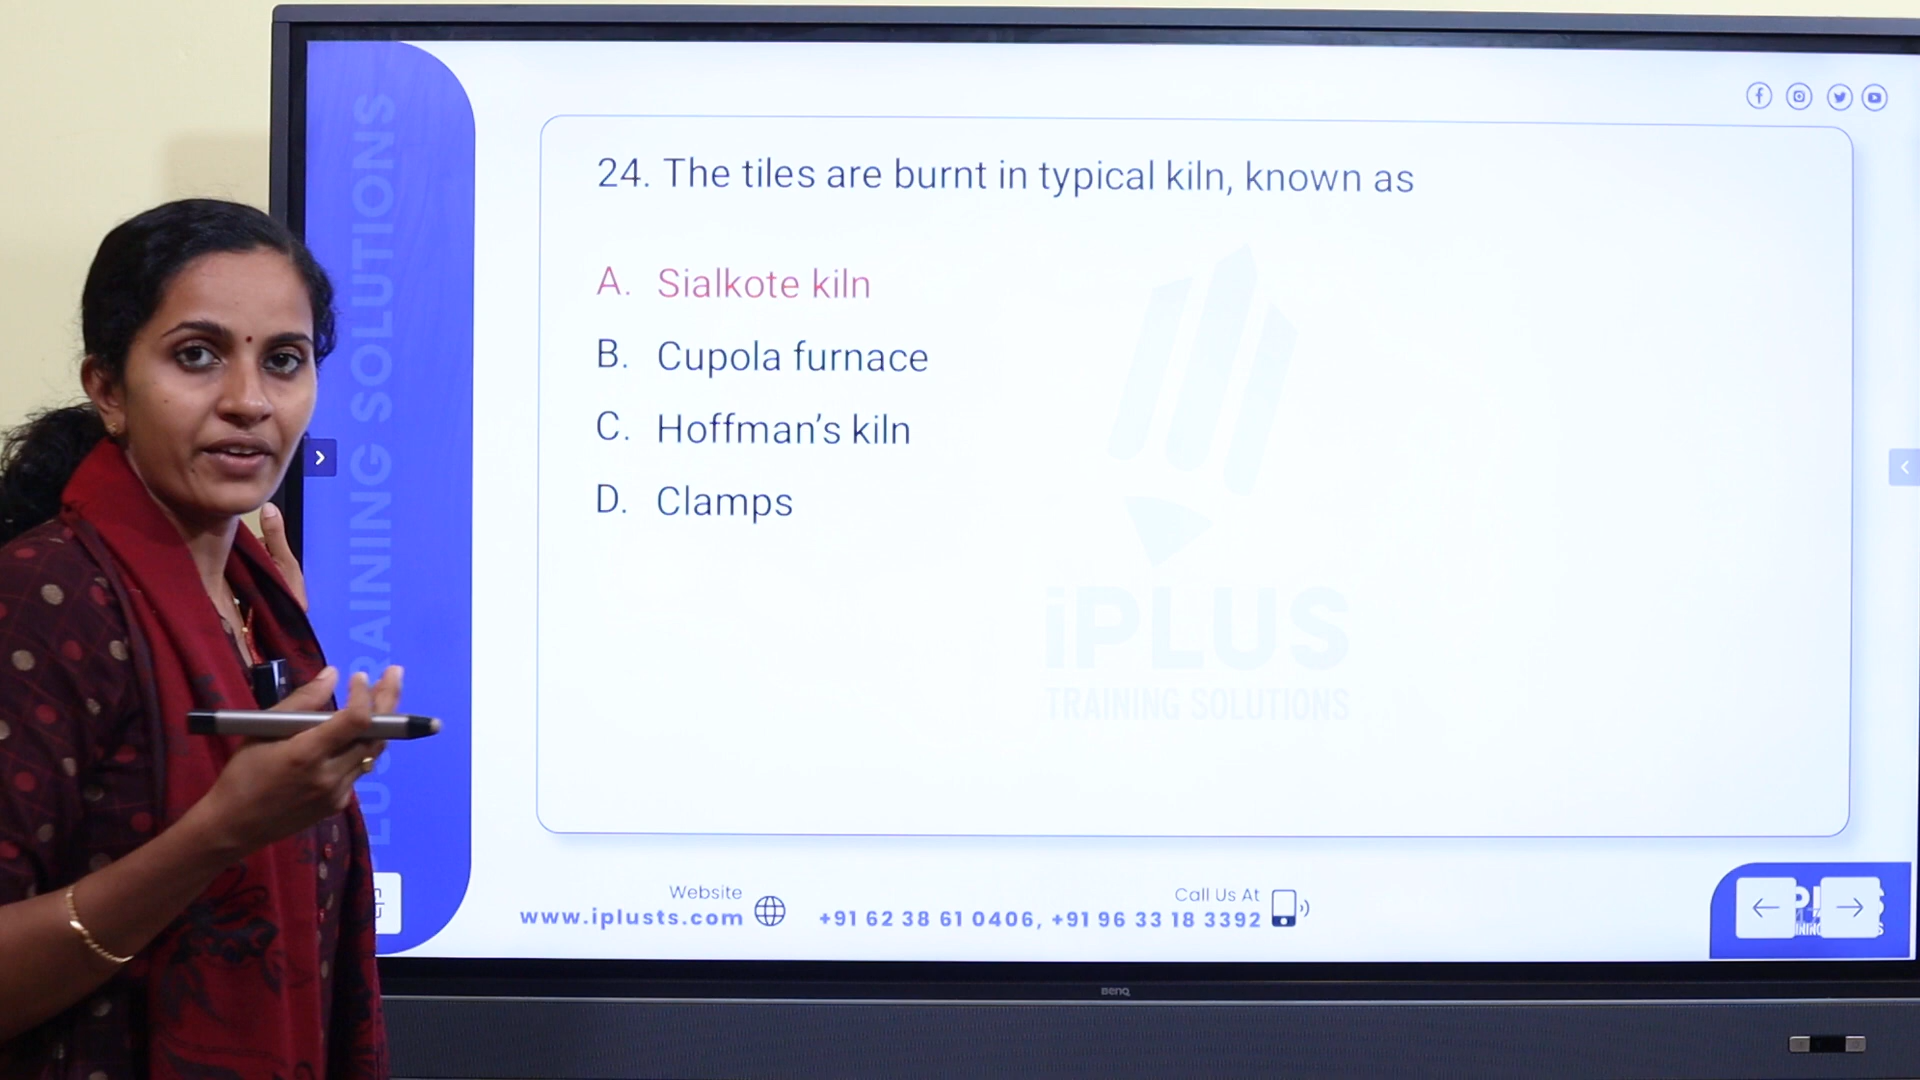 24. The tiles are burnt in typical kiln, known as
A. Sialkote kiln
B. Cupola furnace
C. Hoffman's kiln
D. Clamps
iPLUS
TRAINING SOLUTIONS
PLUS TRAINING SOLUTIONS
Website
www.iplusts.com
Call Us At
+91 62 38 61 0406, +91 96 33 18 3392
BenQ